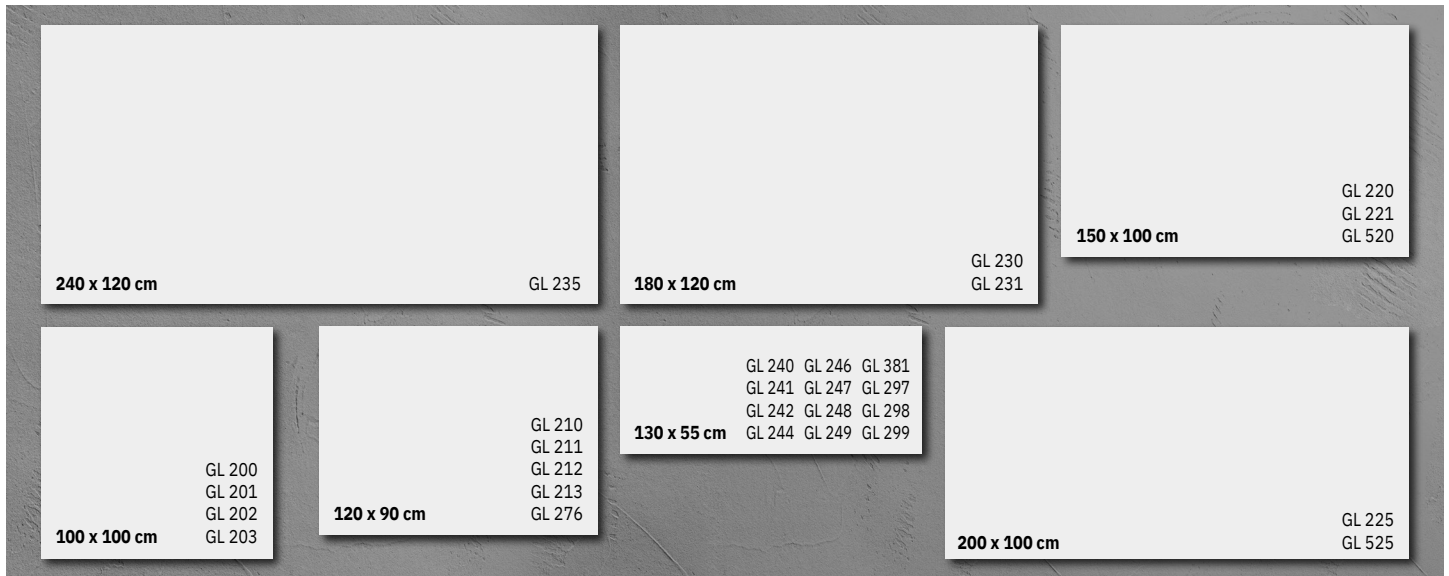 240 x 120 cm GL 235
GL 230
180 x 120 cm GL 231
GL 220
GL 221
150 x 100 cm GL 520
GL 200
GL 201
GL 202
100 x 100 cm GL 203
GL 210
GL 211
GL 212
GL 213
120 x 90 cm GL 276
GL 240 GL 246 GL 381
GL 241 GL 247 GL 297
GL 242 GL 248 GL 298
130 x 55 cm GL 244 GL 249 GL 299
GL 225
200 x 100 cm GL 525